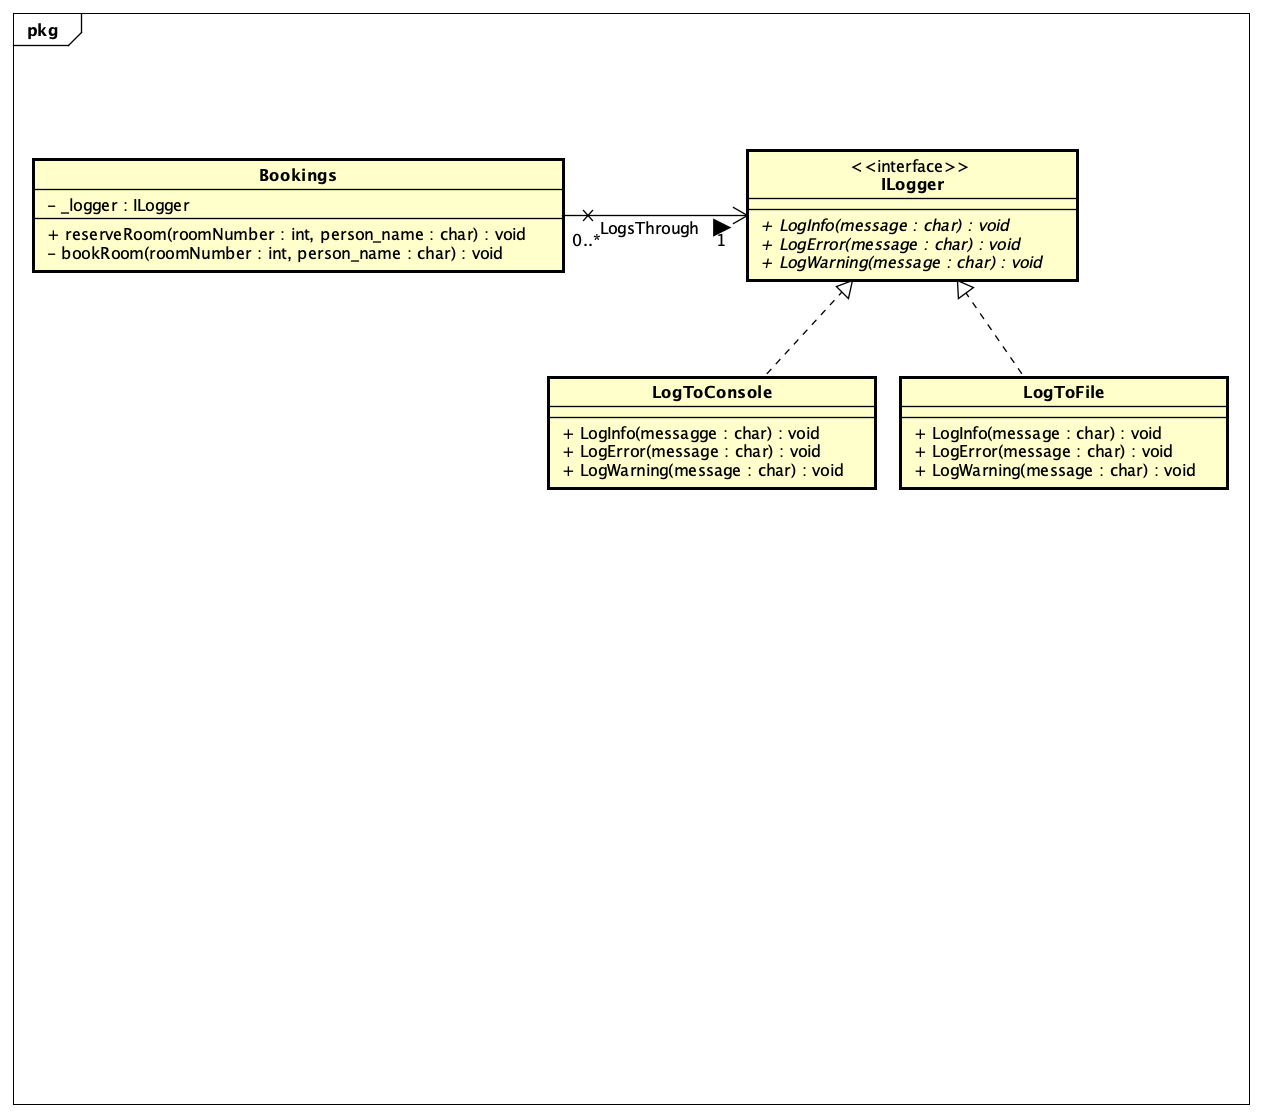 pkg
Bookings
- _logger : ILogger
+ reserveRoom(roomNumber : int, person_name : char) : void
- bookRoom(roomNumber : int, person_name : char) : void
LogsThrough
0..*
1
<<interface>>
ILogger
+ LogInfo(message : char) : void
+ LogError(message : char) : void
+ LogWarning(message : char) : void
LogToConsole
+ LogInfo(messagge : char) : void
+ LogError(message : char) : void
+ LogWarning(message : char) : void
LogToFile
+ LogInfo(message : char) : void
+ LogError(message : char) : void
+ LogWarning(message : char) : void